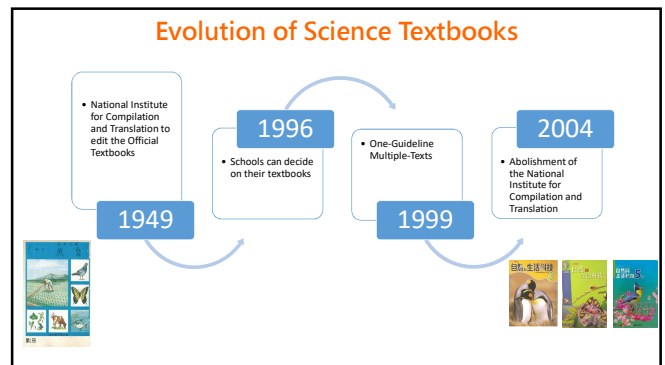 Evolution of Science Textbooks
• National Institute
for Compilation
and Translation to
edit the Official
Textbooks
1949
1996
• Schools can decide
on their textbooks
• One-Guideline
Multiple-Texts
1999
2004
• Abolishment of
the National
Institute for
Compilation and
Translation